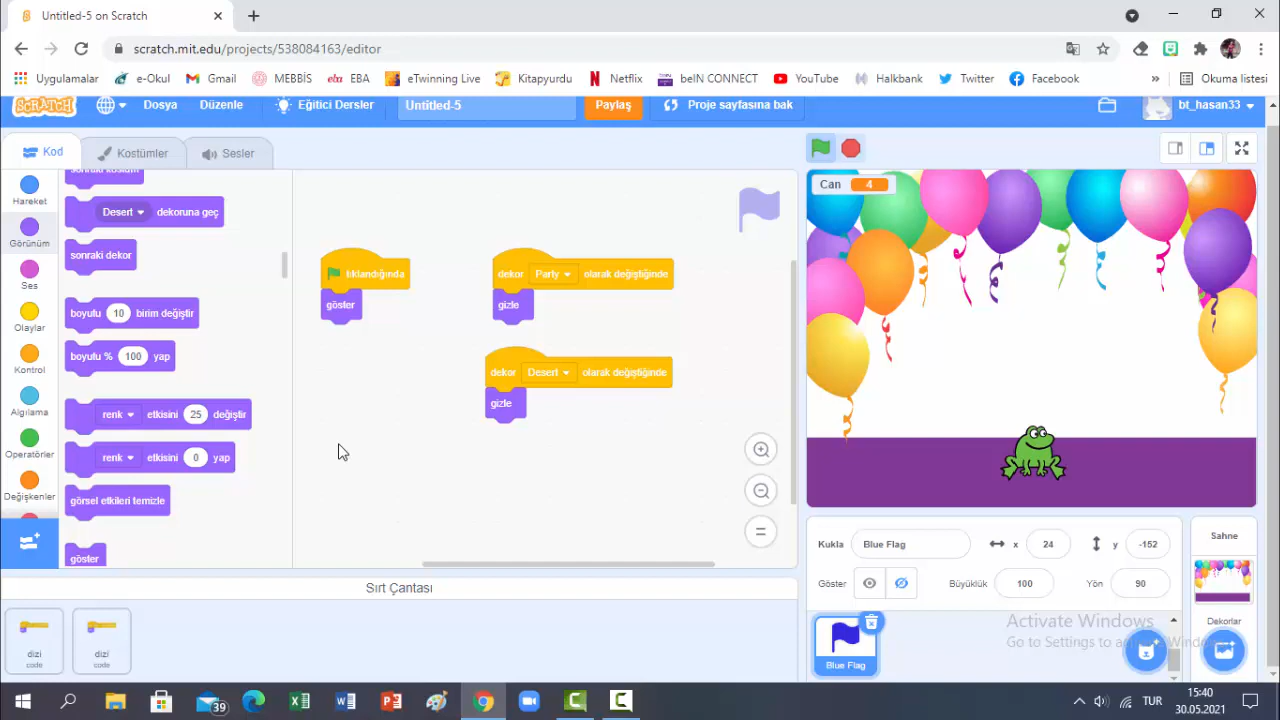 Untitled-5 on Scratch
scratch.mit.edu/projects/538084163/editor
Uygulamalar e-Okul Gmail MEBBİS eba EBA eTwinning Live Kitapyurdu Netflix beIN CONNECT YouTube Halkbank Twitter Facebook » Okuma listesi
SCRATCH Dosya Düzenle Eğitici Dersler Untitled-5 Paylaş Proje sayfasına bak bt_hasan33
Kod Kostümler Sesler
Hareket
Görünüm
Ses
Olaylar
Kontrol
Algılama
Operatörler
Değişkenler
sonraki kostüm
Desert dekoruna geç
sonraki dekor
boyutu 10 birim değiştir
boyutu % 100 yap
renk etkisini 25 değiştir
renk etkisini 0 yap
görsel etkileri temizle
göster
tıklandığında
göster
dekor Party olarak değiştiğinde
gizle
dekor Desert olarak değiştiğinde
gizle
Can 4
Kukla Blue Flag x 24 y -152
Göster Büyüklük 100 Yön 90
Blue Flag
Sahne
Dekorlar
Sırt Çantası
dizi
code
dizi
code
Activate Windows
Go to Settings to activate Windows.
39
TUR
15:40
30.05.2021